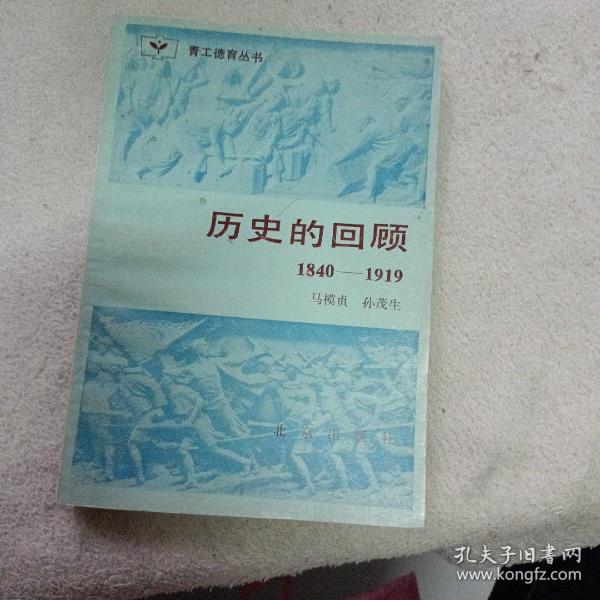 青工德育丛书
历史的回顾
1840——1919
马模贞 孙茂生
北京出版社
孔夫子旧书网
www.kongfz.com